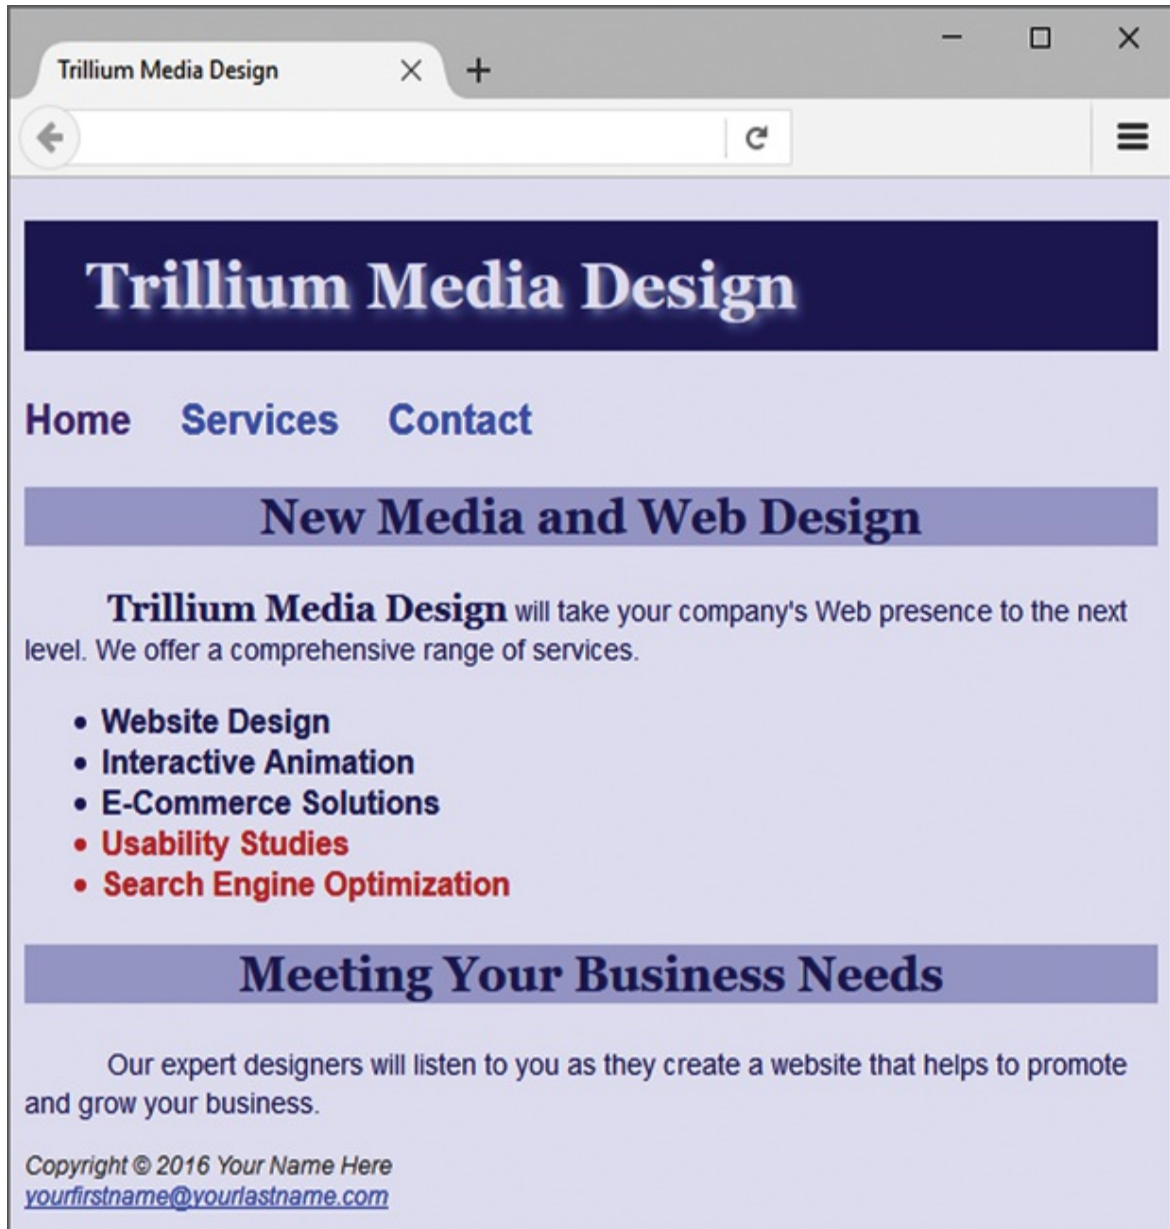 Trillium Media Design
Trillium Media Design
Home Services Contact
New Media and Web Design
Trillium Media Design will take your company's Web presence to the next
level. We offer a comprehensive range of services.
• Website Design
• Interactive Animation
• E-Commerce Solutions
• Usability Studies
• Search Engine Optimization
Meeting Your Business Needs
Our expert designers will listen to you as they create a website that helps to promote
and grow your business.
Copyright © 2016 Your Name Here
yourfirstname@yourlastname.com